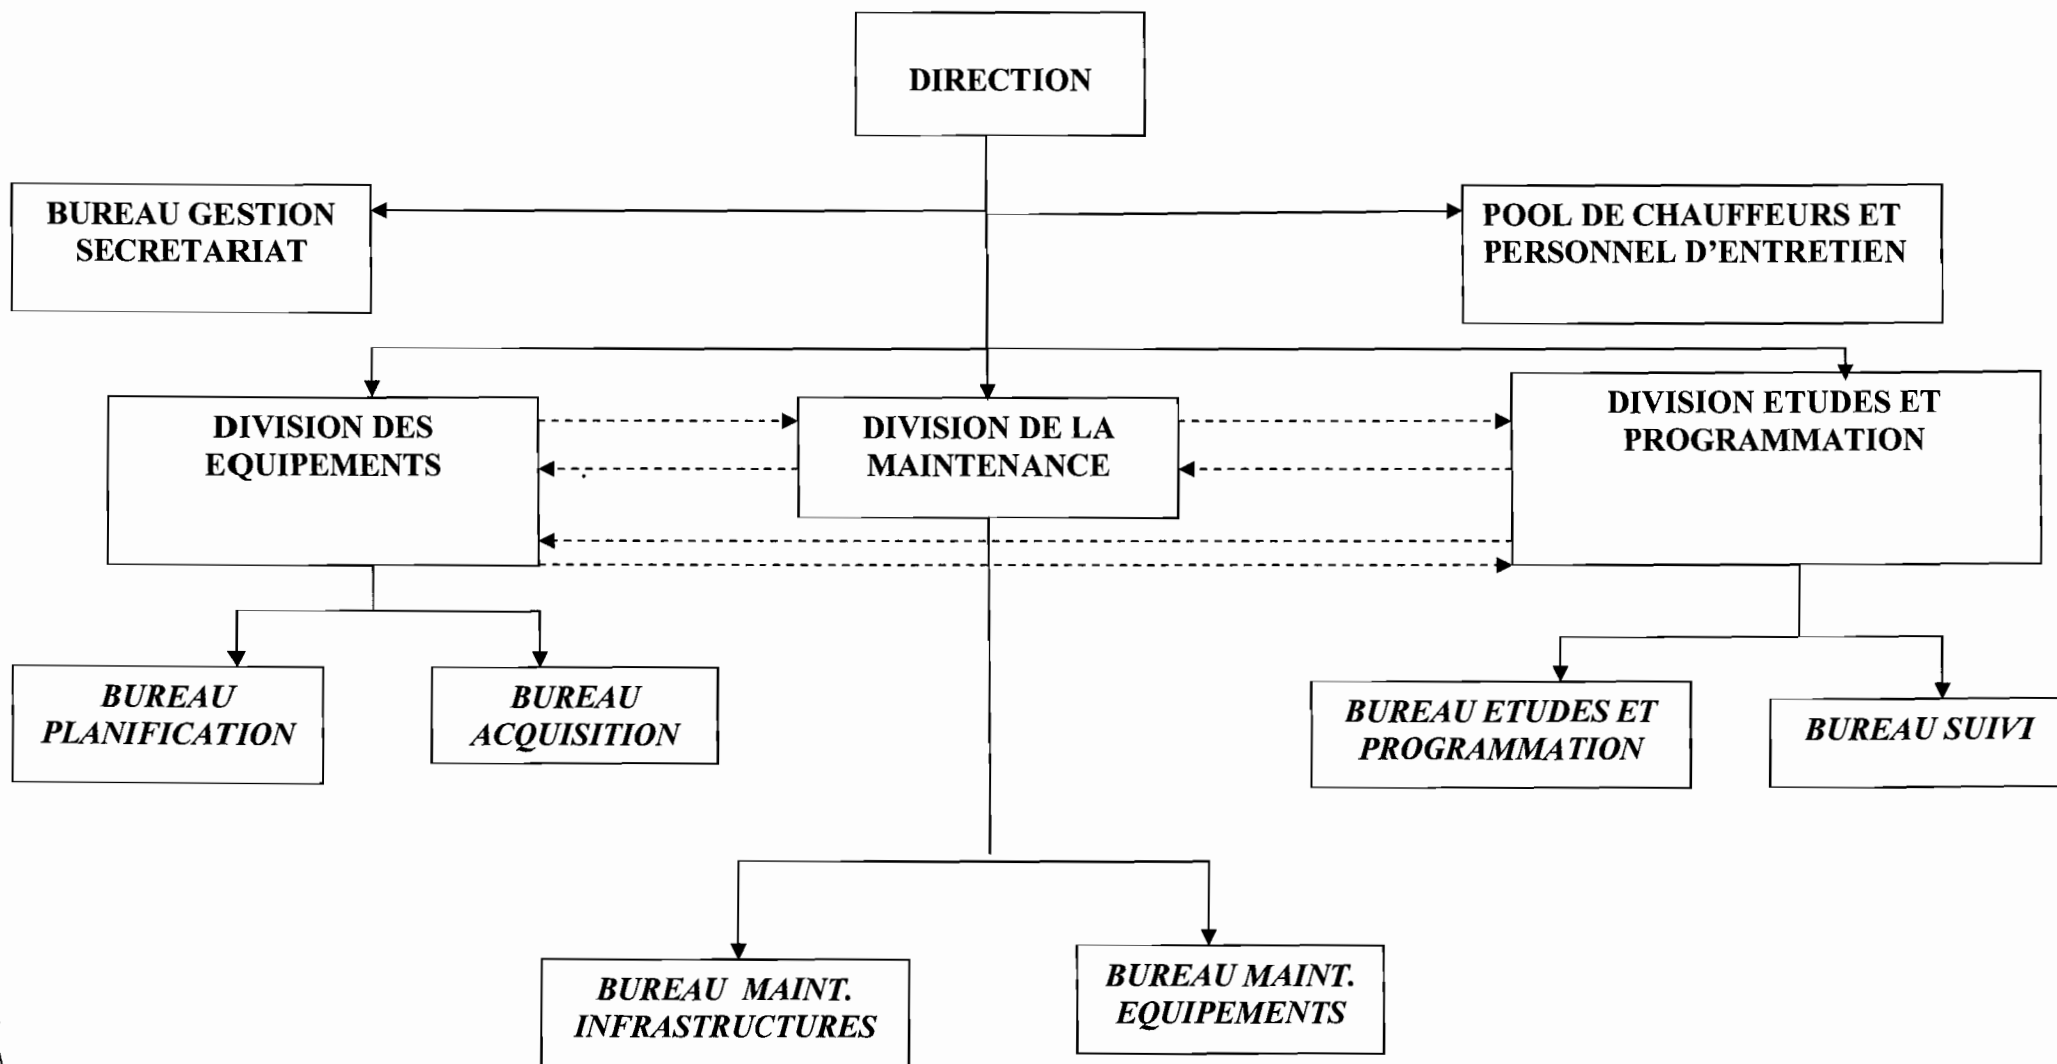 DIRECTION
BUREAU GESTION
SECRETARIAT
POOL DE CHAUFFEURS ET
PERSONNEL D'ENTRETIEN
DIVISION DES
EQUIPEMENTS
DIVISION DE LA
MAINTENANCE
DIVISION ETUDES ET
PROGRAMMATION
BUREAU
PLANIFICATION
BUREAU
ACQUISITION
BUREAU ETUDES ET
PROGRAMMATION
BUREAU SUIVI
BUREAU MAINT.
INFRASTRUCTURES
BUREAU MAINT.
EQUIPEMENTS